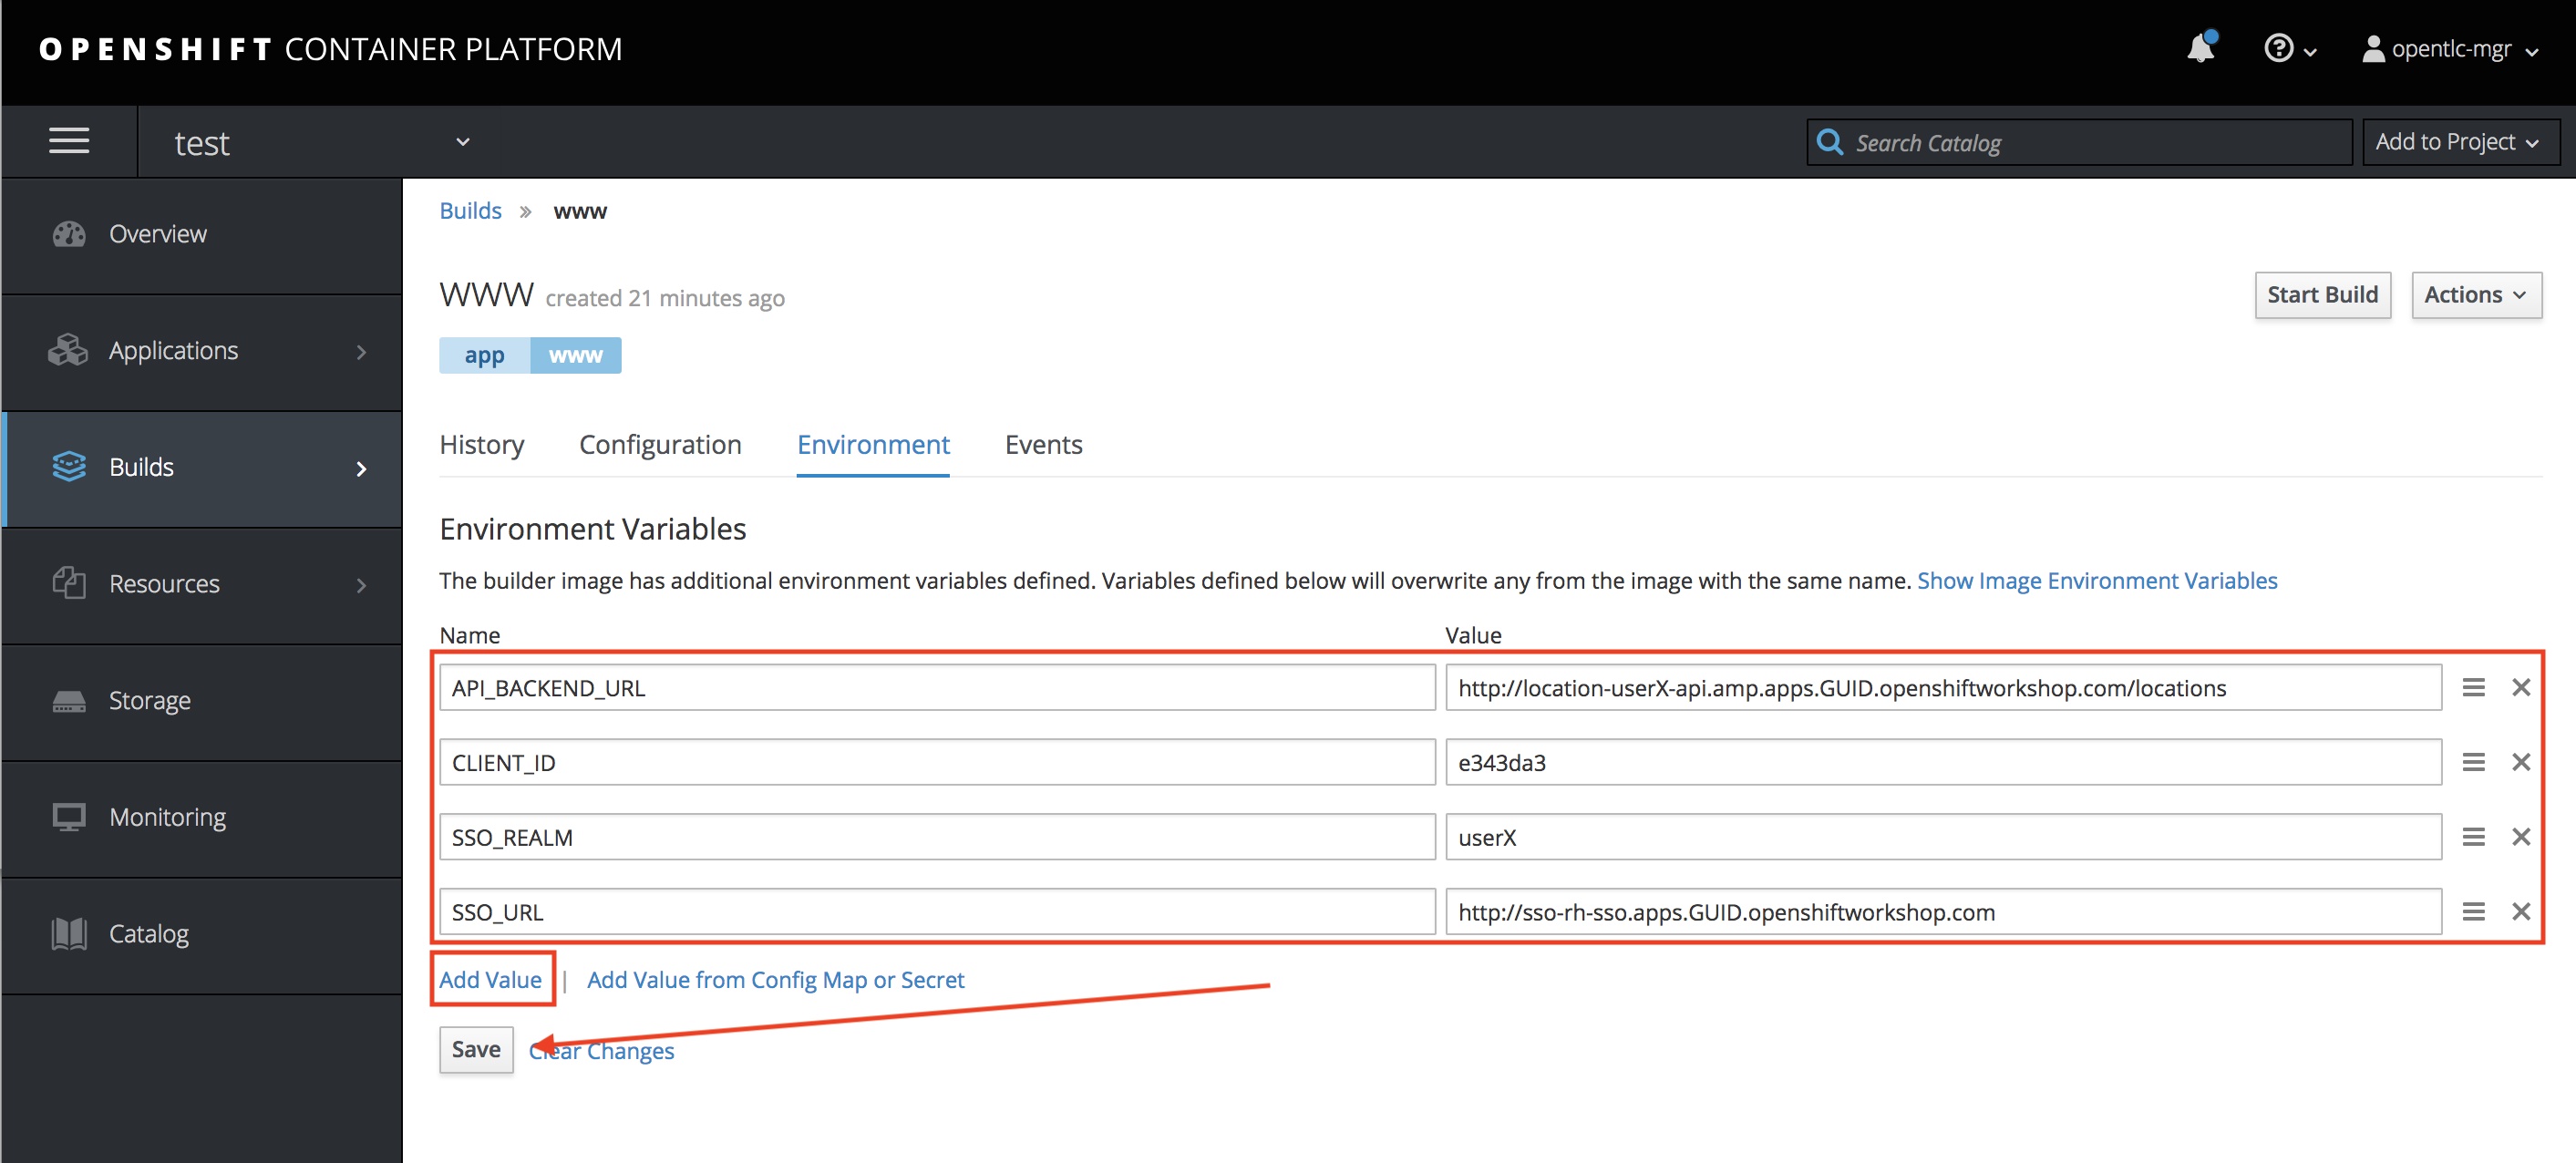 OPENSHIFT CONTAINER PLATFORM
opentlc-mgr
test
Search Catalog
Add to Project
Overview
Applications
Builds
Resources
Storage
Monitoring
Catalog
Builds » www
www created 21 minutes ago
Start Build
Actions
app www
History Configuration Environment Events
Environment Variables
The builder image has additional environment variables defined. Variables defined below will overwrite any from the image with the same name. Show Image Environment Variables
Name Value
API_BACKEND_URL http://location-userX-api.amp.apps.GUID.openshiftworkshop.com/locations
CLIENT_ID e343da3
SSO_REALM userX
SSO_URL http://sso-rh-sso.apps.GUID.openshiftworkshop.com
Add Value | Add Value from Config Map or Secret
Save Clear Changes